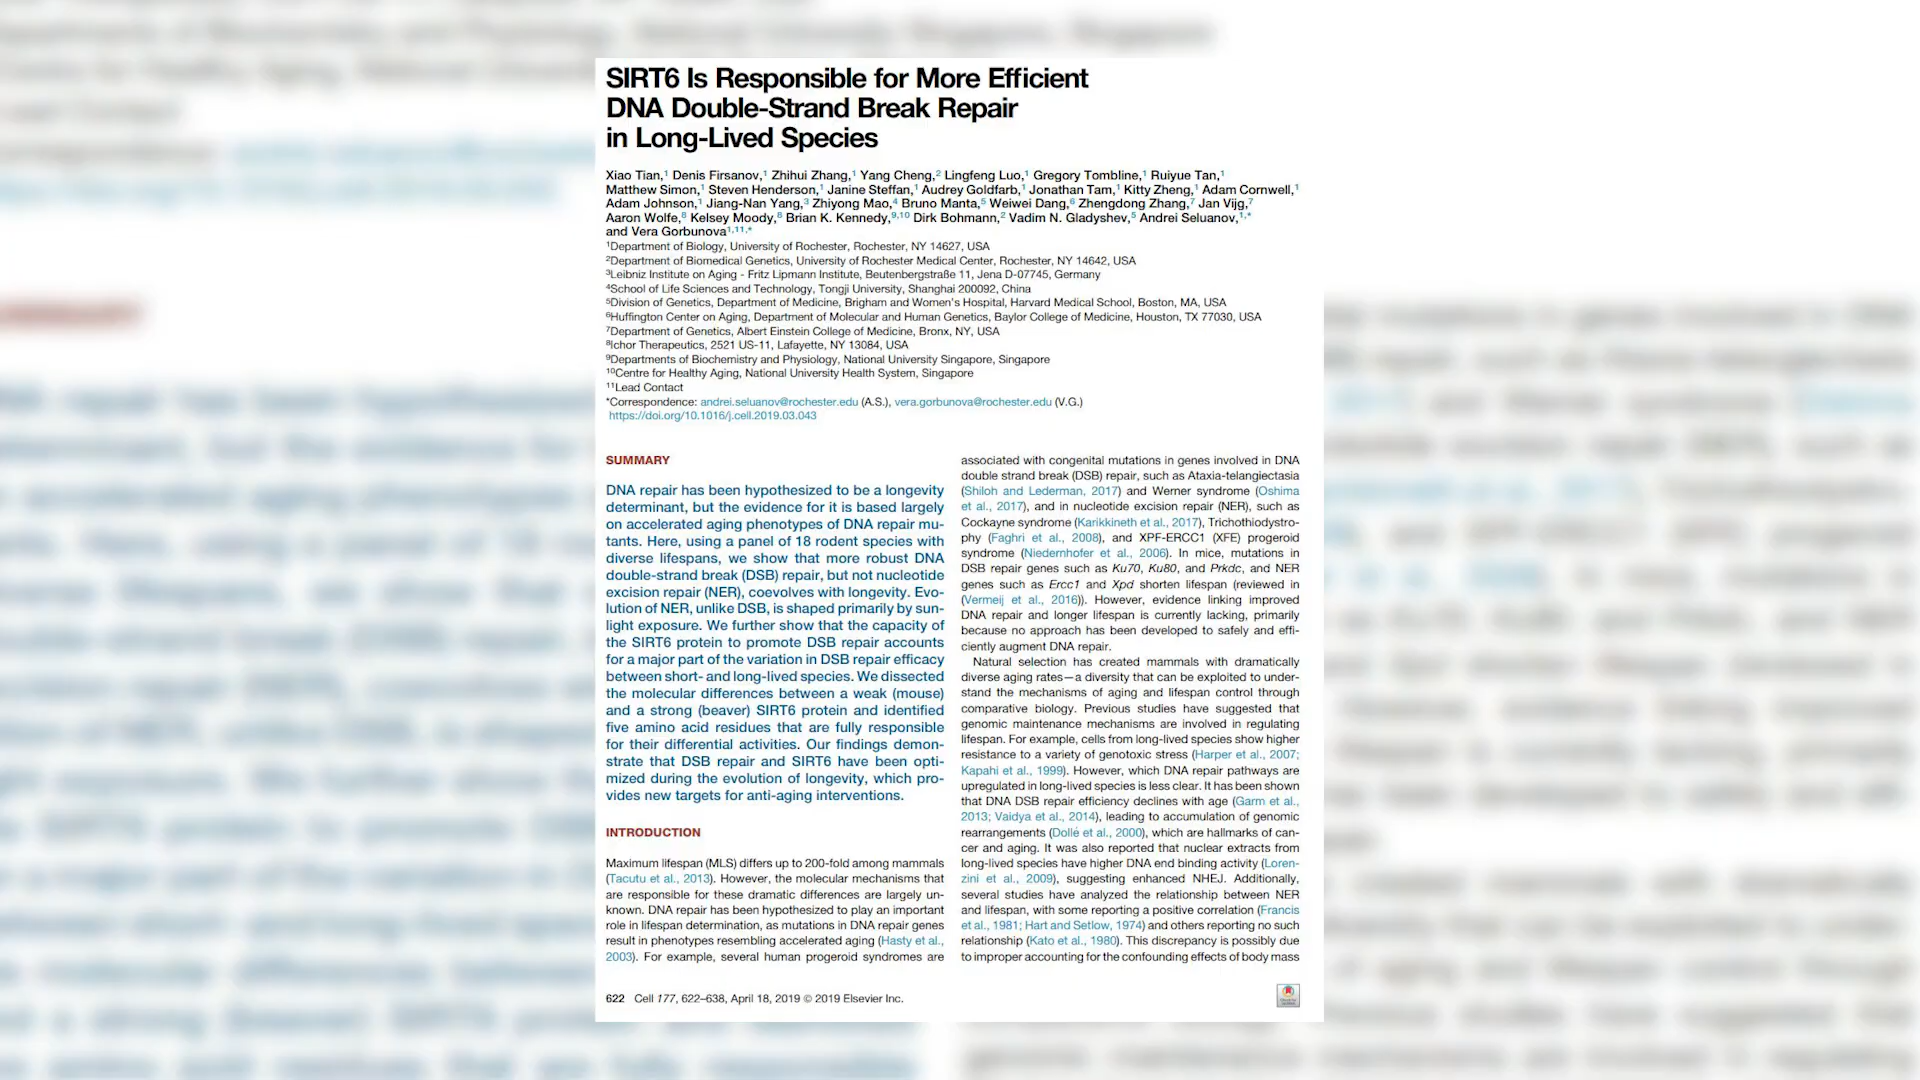 SIRT6 Is Responsible for More Efficient
DNA Double-Strand Break Repair
in Long-Lived Species
Xiao Tian,¹ Denis Firsanov,¹ Zhihui Zhang,¹ Yang Cheng,² Lingfeng Luo,¹ Gregory Tombline,¹ Ruiyue Tan,¹
Matthew Simon,¹ Steven Henderson,¹ Janine Steffan,¹ Audrey Goldfarb,¹ Jonathan Tam,¹ Kitty Zheng,¹ Adam Cornwell,¹
Adam Johnson,¹ Jiang-Nan Yang,³ Zhiyong Mao,⁴ Bruno Manta,⁵ Weiwei Dang,⁶ Zhengdong Zhang,⁷ Jan Vijg,⁷
Aaron Wolfe,⁸ Kelsey Moody,⁸ Brian K. Kennedy,⁹,¹⁰ Dirk Bohmann,² Vadim N. Gladyshev,⁵ Andrei Seluanov,¹,*
and Vera Gorbunova¹,¹¹,*
¹Department of Biology, University of Rochester, Rochester, NY 14627, USA
²Department of Biomedical Genetics, University of Rochester Medical Center, Rochester, NY 14642, USA
³Leibniz Institute on Aging - Fritz Lipmann Institute, Beutenbergstraße 11, Jena D-07745, Germany
⁴School of Life Sciences and Technology, Tongji University, Shanghai 200092, China
⁵Division of Genetics, Department of Medicine, Brigham and Women's Hospital, Harvard Medical School, Boston, MA, USA
⁶Huffington Center on Aging, Department of Molecular and Human Genetics, Baylor College of Medicine, Houston, TX 77030, USA
⁷Department of Genetics, Albert Einstein College of Medicine, Bronx, NY, USA
⁸Ichor Therapeutics, 2521 US-11, Lafayette, NY 13084, USA
⁹Departments of Biochemistry and Physiology, National University Singapore, Singapore
¹⁰Centre for Healthy Aging, National University Health System, Singapore
¹¹Lead Contact
*Correspondence: andrei.seluanov@rochester.edu (A.S.), vera.gorbunova@rochester.edu (V.G.)
https://doi.org/10.1016/j.cell.2019.03.043
SUMMARY
DNA repair has been hypothesized to be a longevity
determinant, but the evidence for it is based largely
on accelerated aging phenotypes of DNA repair mu-
tants. Here, using a panel of 18 rodent species with
diverse lifespans, we show that more robust DNA
double-strand break (DSB) repair, but not nucleotide
excision repair (NER), coevolves with longevity. Evo-
lution of NER, unlike DSB, is shaped primarily by sun-
light exposure. We further show that the capacity of
the SIRT6 protein to promote DSB repair accounts
for a major part of the variation in DSB repair efficacy
between short- and long-lived species. We dissected
the molecular differences between a weak (mouse)
and a strong (beaver) SIRT6 protein and identified
five amino acid residues that are fully responsible
for their differential activities. Our findings demon-
strate that DSB repair and SIRT6 have been opti-
mized during the evolution of longevity, which pro-
vides new targets for anti-aging interventions.
INTRODUCTION
Maximum lifespan (MLS) differs up to 200-fold among mammals
(Tacutu et al., 2013). However, the molecular mechanisms that
are responsible for these dramatic differences are largely un-
known. DNA repair has been hypothesized to play an important
role in lifespan determination, as mutations in DNA repair genes
result in phenotypes resembling accelerated aging (Hasty et al.,
2003). For example, several human progeroid syndromes are
associated with congenital mutations in genes involved in DNA
double strand break (DSB) repair, such as Ataxia-telangiectasia
(Shiloh and Lederman, 2017) and Werner syndrome (Oshima
et al., 2017), and in nucleotide excision repair (NER), such as
Cockayne syndrome (Karikkineth et al., 2017), Trichothiodystro-
phy (Faghri et al., 2008), and XPF-ERCC1 (XFE) progeroid
syndrome (Niedernhofer et al., 2006). In mice, mutations in
DSB repair genes such as Ku70, Ku80, and Prkdc, and NER
genes such as Ercc1 and Xpd shorten lifespan (reviewed in
(Vermeij et al., 2016)). However, evidence linking improved
DNA repair and longer lifespan is currently lacking, primarily
because no approach has been developed to safely and effi-
ciently augment DNA repair.
Natural selection has created mammals with dramatically
diverse aging rates—a diversity that can be exploited to under-
stand the mechanisms of aging and lifespan control through
comparative biology. Previous studies have suggested that
genomic maintenance mechanisms are involved in regulating
lifespan. For example, cells from long-lived species show higher
resistance to a variety of genotoxic stress (Harper et al., 2007;
Kapahi et al., 1999). However, which DNA repair pathways are
upregulated in long-lived species is less clear. It has been shown
that DNA DSB repair efficiency declines with age (Garm et al.,
2013; Vaidya et al., 2014), leading to accumulation of genomic
rearrangements (Dollé et al., 2000), which are hallmarks of can-
cer and aging. It was also reported that nuclear extracts from
long-lived species have higher DNA end binding activity (Loren-
zini et al., 2009), suggesting enhanced NHEJ. Additionally,
several studies have analyzed the relationship between NER
and lifespan, with some reporting a positive correlation (Francis
et al., 1981; Hart and Setlow, 1974) and others reporting no such
relationship (Kato et al., 1980). This discrepancy is possibly due
to improper accounting for the confounding effects of body mass
622 Cell 177, 622–638, April 18, 2019 © 2019 Elsevier Inc.